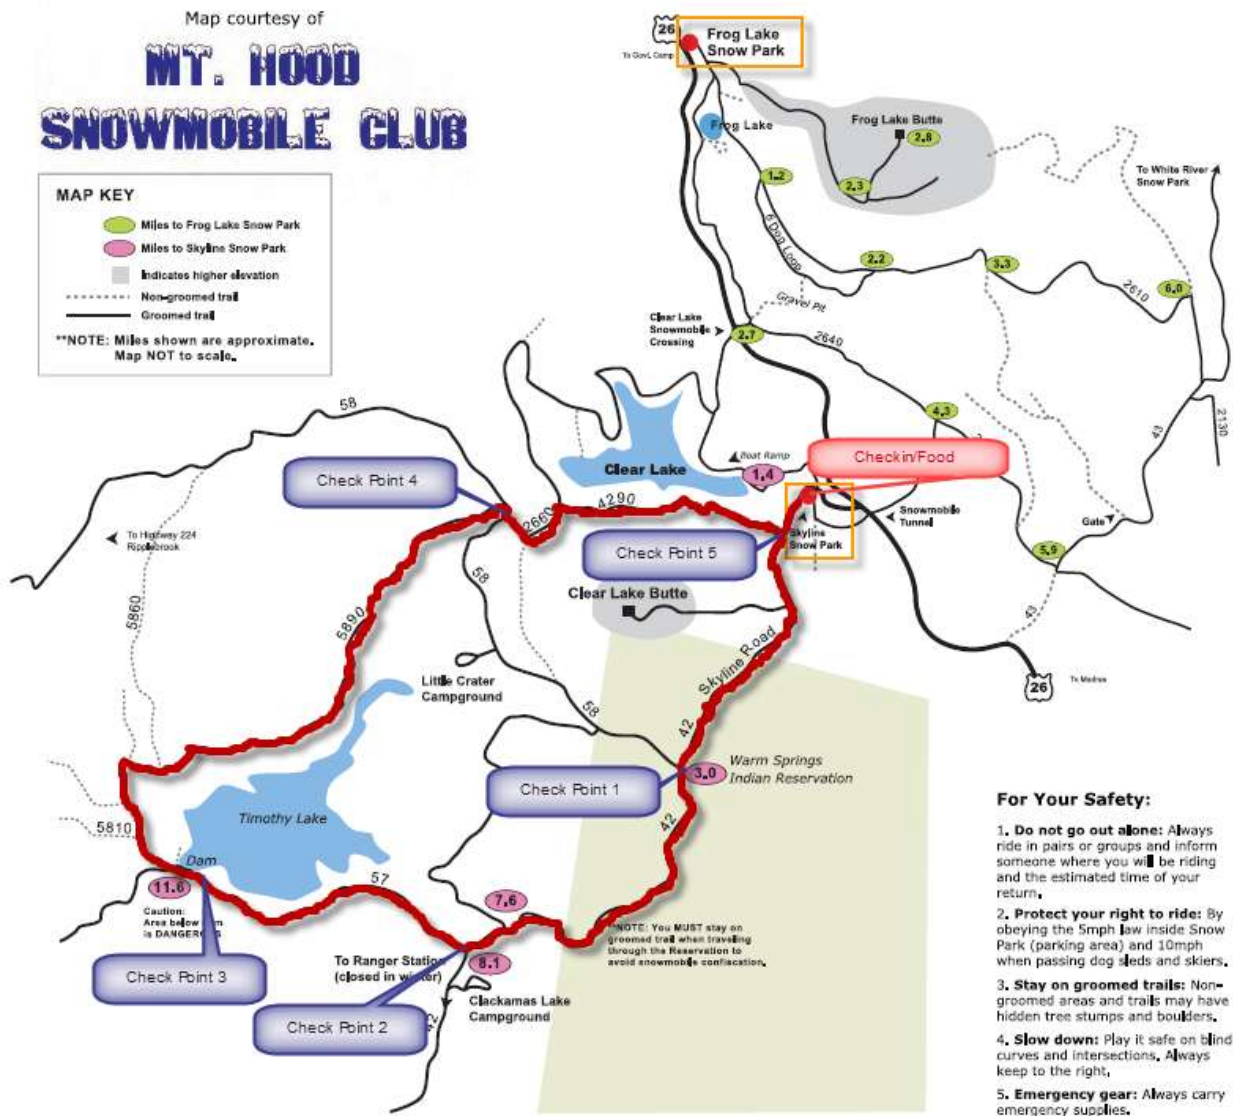 Map courtesy of
MT. HOOD
SNOWMOBILE CLUB
MAP KEY
Miles to Frog Lake Snow Park
Miles to Skyline Snow Park
Indicates higher elevation
Non-groomed trail
Groomed trail
**NOTE: Miles shown are approximate.
Map NOT to scale.
26
To Govt. Camp
Frog Lake
Snow Park
Frog Lake
Frog Lake Butte
2.8
2.3
1.2
To White River
Snow Park
6 Dog Loop
2.2
3.3
2610
6.0
Gravel Pit
Clear Lake
Snowmobile
Crossing
2.7
2640
4.3
2130
43
58
Clear Lake
Boat Ramp
1.4
Checkin/Food
Check Point 4
4290
2660
Snowmobile
Tunnel
Gate
To Highway 224
Ripplebrook
Check Point 5
Skyline
Snow Park
5.9
58
Clear Lake Butte
43
5860
5890
Skyline Road
26
To Madras
Little Crater
Campground
58
42
Warm Springs
Indian Reservation
3.0
Check Point 1
Timothy Lake
42
5810
Dam
11.6
57
7.6
Caution:
Area below
is DANGER
**NOTE: You MUST stay on
groomed trail when traveling
through the Reservation to
avoid snowmobile confiscation.
To Ranger Station
(closed in winter)
8.1
Check Point 3
Clackamas Lake
Campground
Check Point 2
42
For Your Safety:
1. Do not go out alone: Always
ride in pairs or groups and inform
someone where you will be riding
and the estimated time of your
return.
2. Protect your right to ride: By
obeying the 5mph law inside Snow
Park (parking area) and 10mph
when passing dog sleds and skiers.
3. Stay on groomed trails: Non-
groomed areas and trails may have
hidden tree stumps and boulders.
4. Slow down: Play it safe on blind
curves and intersections. Always
keep to the right.
5. Emergency gear: Always carry
emergency supplies.